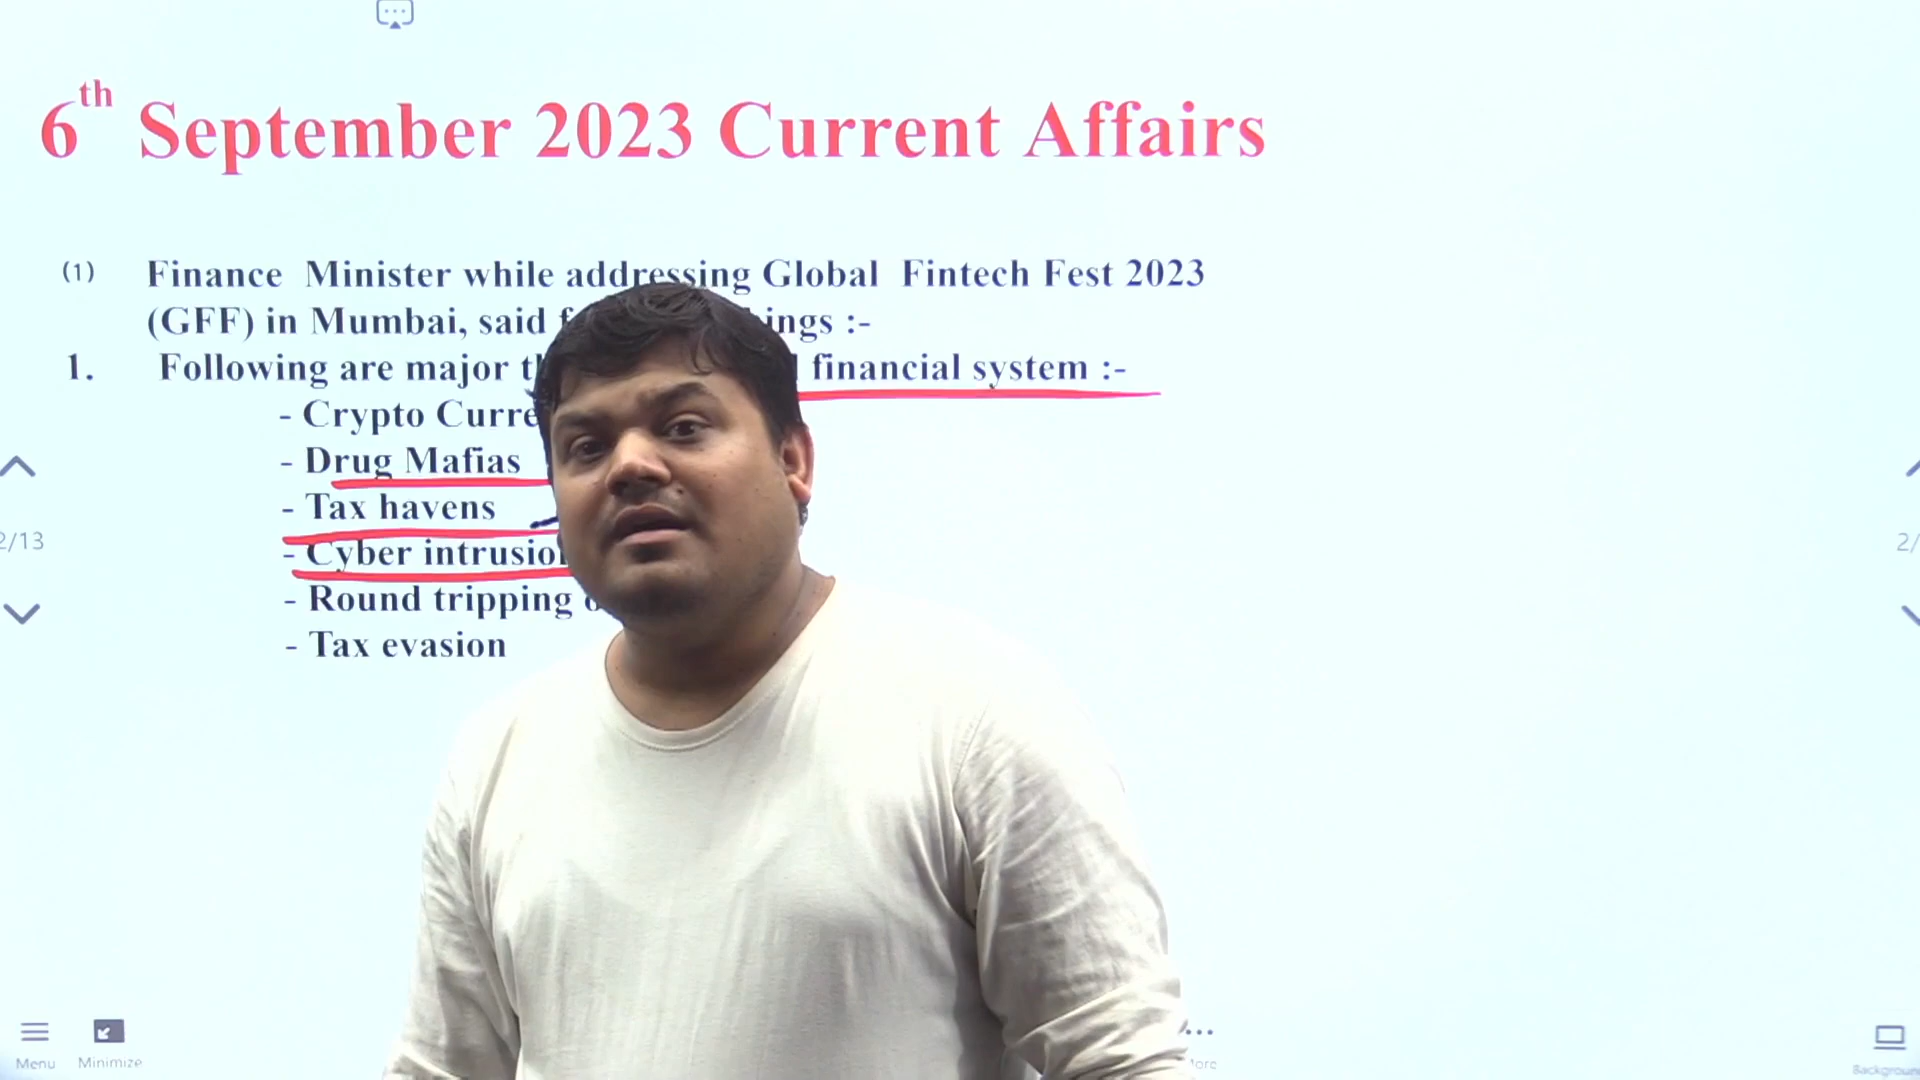 6th September 2023 Current Affairs
(1) Finance Minister while addressing Global Fintech Fest 2023
(GFF) in Mumbai, said ings :-
1. Following are major financial system :-
- Crypto
- Drug Mafias
- Tax havens
- Cyber
- Round tripping
- Tax evasion
2/13
Menu Minimize